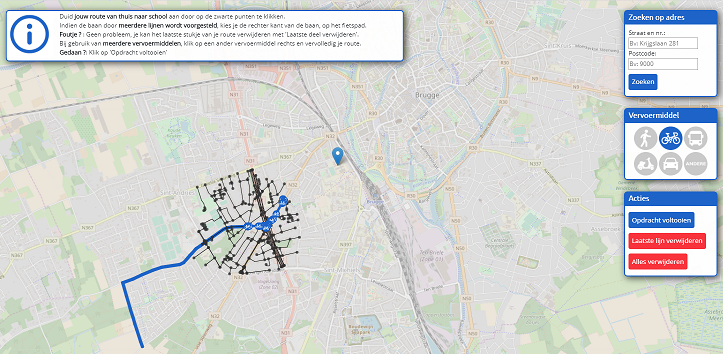 Duid jouw route van thuis naar school aan door op de zwarte punten te klikken.
Indien de baan door meerdere lijnen wordt voorgesteld, kies je de rechter kant van de baan, op het fietspad.
Foutje ? : Geen probleem, je kan het laatste stukje van je route verwijderen met 'Laatste deel verwijderen'.
Bij gebruik van meerdere vervoermiddelen, klik op een ander vervoermiddel rechts en vervolledig je route.
Gedaan ?: Klik op 'Opdracht voltooien'
Zoeken op adres
Straat en nr.:
Bv: Krijgslaan 281
Postcode:
Bv: 9000
Zoeken
Vervoermiddel
ANDERE
Acties
Opdracht voltooien
Laatste lijn verwijderen
Alles verwijderen
Brugge
N31
N367
N367
R30